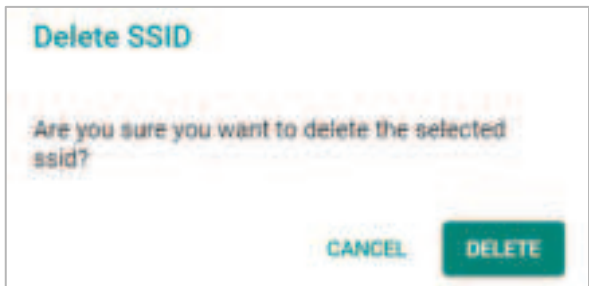 Delete SSID
Are you sure you want to delete the selected
ssid?
CANCEL DELETE